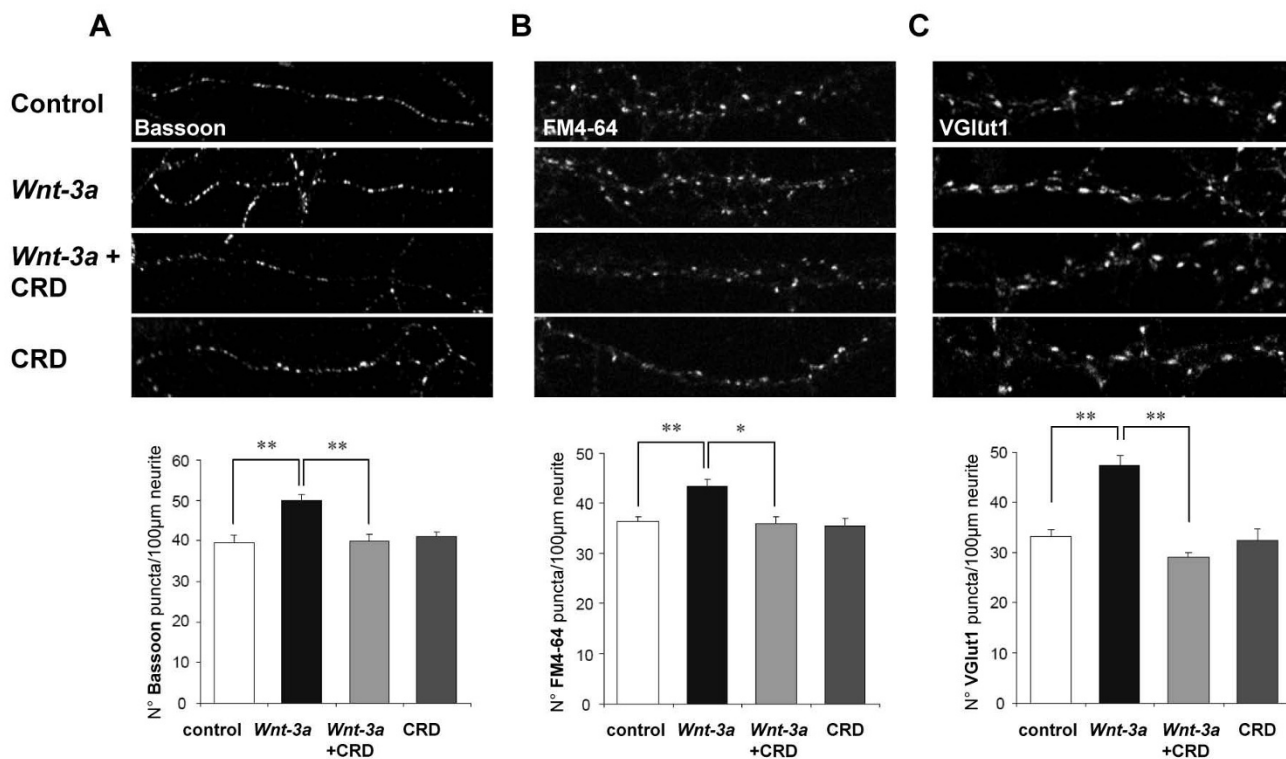 A
B
C
Control
Bassoon
FM4-64
VGlut1
Wnt-3a
Wnt-3a +
CRD
CRD
N° Bassoon puncta/100µm neurite
60
50
40
30
20
10
0
**
**
control
Wnt-3a
Wnt-3a
+CRD
CRD
N° FM4-64 puncta/100µm neurite
50
40
30
20
10
0
**
*
control
Wnt-3a
Wnt-3a
+CRD
CRD
N° VGlut1 puncta/100µm neurite
50
40
30
20
10
0
**
**
control
Wnt-3a
Wnt-3a
+CRD
CRD